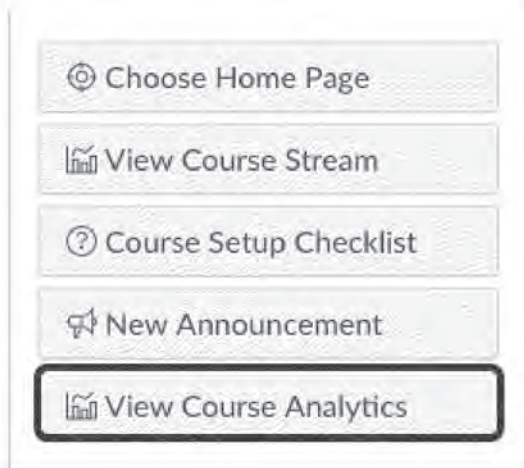 Choose Home Page
View Course Stream
Course Setup Checklist
New Announcement
View Course Analytics